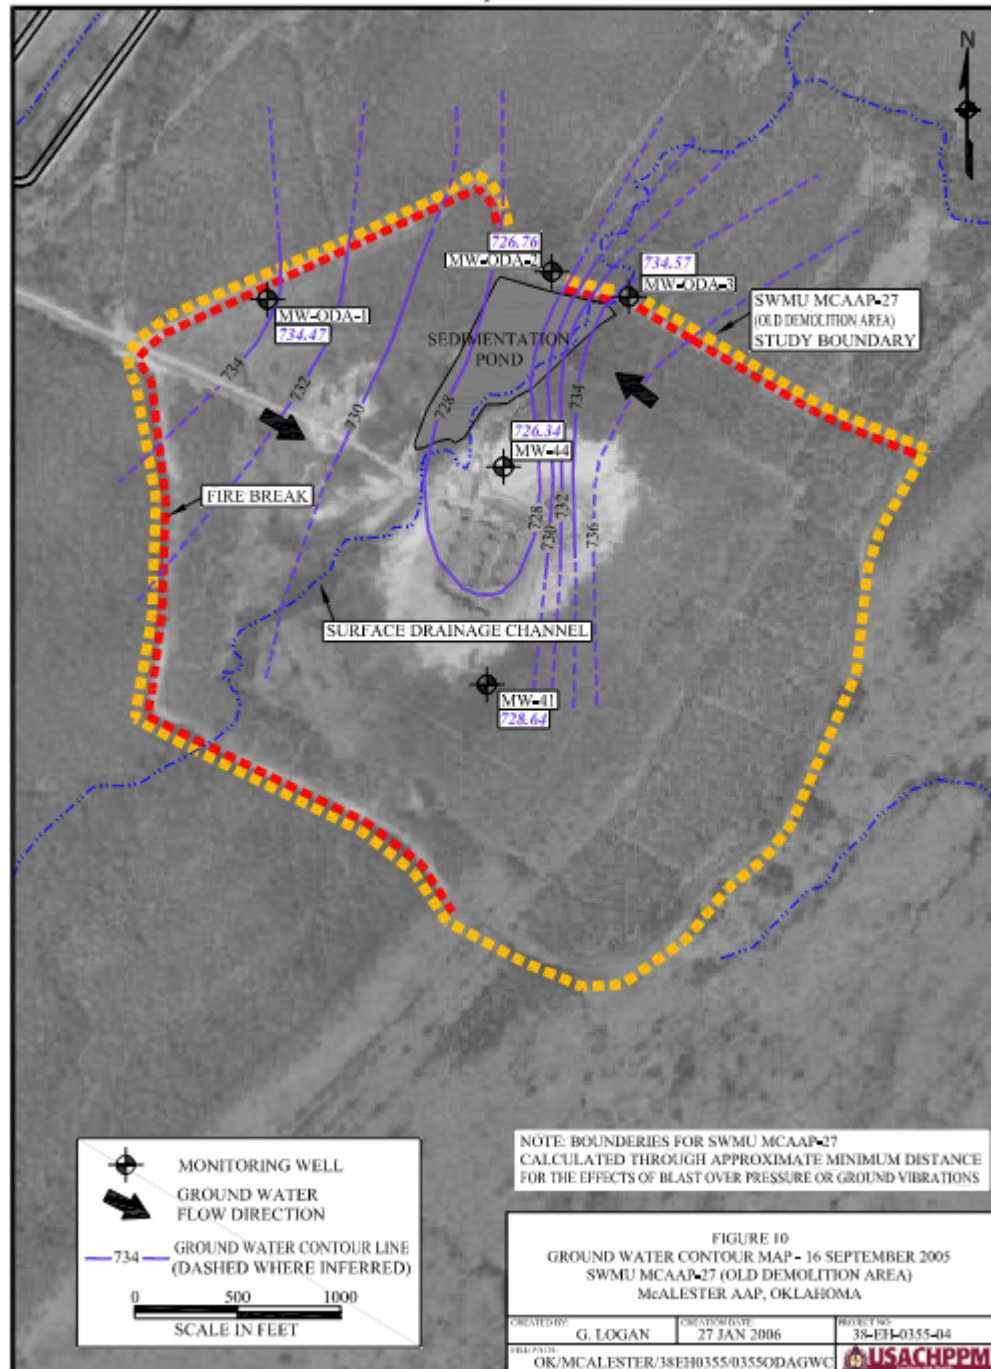 N
726.76
MW-ODA-2
734.57
MW-ODA-3
MW-ODA-1
734.47
SWMU MCAAP-27
(OLD DEMOLITION AREA)
STUDY BOUNDARY
SEDIMENTATION
POND
734
732
730
728
734
726.34
MW-44
FIRE BREAK
728
730
732
736
SURFACE DRAINAGE CHANNEL
MW-41
728.64
MONITORING WELL
GROUND WATER
FLOW DIRECTION
734
GROUND WATER CONTOUR LINE
(DASHED WHERE INFERRED)
0 500 1000
SCALE IN FEET
NOTE: BOUNDERIES FOR SWMU MCAAP-27
CALCULATED THROUGH APPROXIMATE MINIMUM DISTANCE
FOR THE EFFECTS OF BLAST OVER PRESSURE OR GROUND VIBRATIONS
FIGURE 10
GROUND WATER CONTOUR MAP - 16 SEPTEMBER 2005
SWMU MCAAP-27 (OLD DEMOLITION AREA)
McALESTER AAP, OKLAHOMA
CREATED BY:
G. LOGAN
CREATION DATE:
27 JAN 2006
PROJECT NO:
38-EH-0355-04
FILE PATH:
OK/MCALESTER/38EH0355/0355ODAGWC
USACHPPM